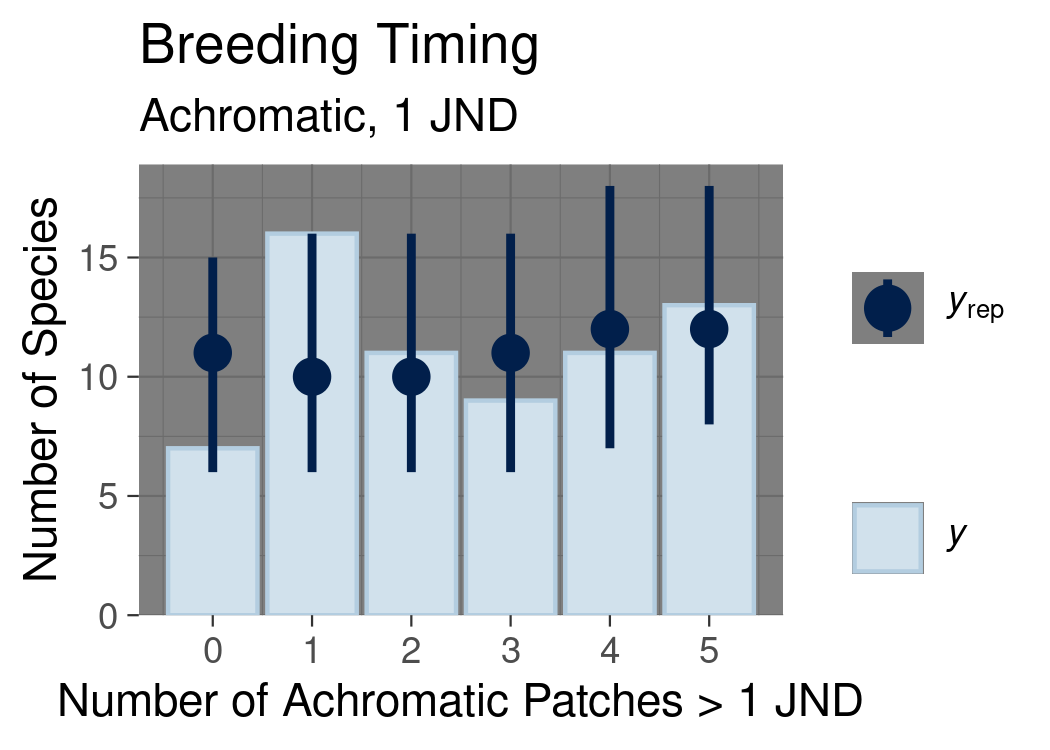 Breeding Timing
Achromatic, 1 JND
Number of Species
15
10
5
0
0 1 2 3 4 5
Number of Achromatic Patches > 1 JND
yrep
y